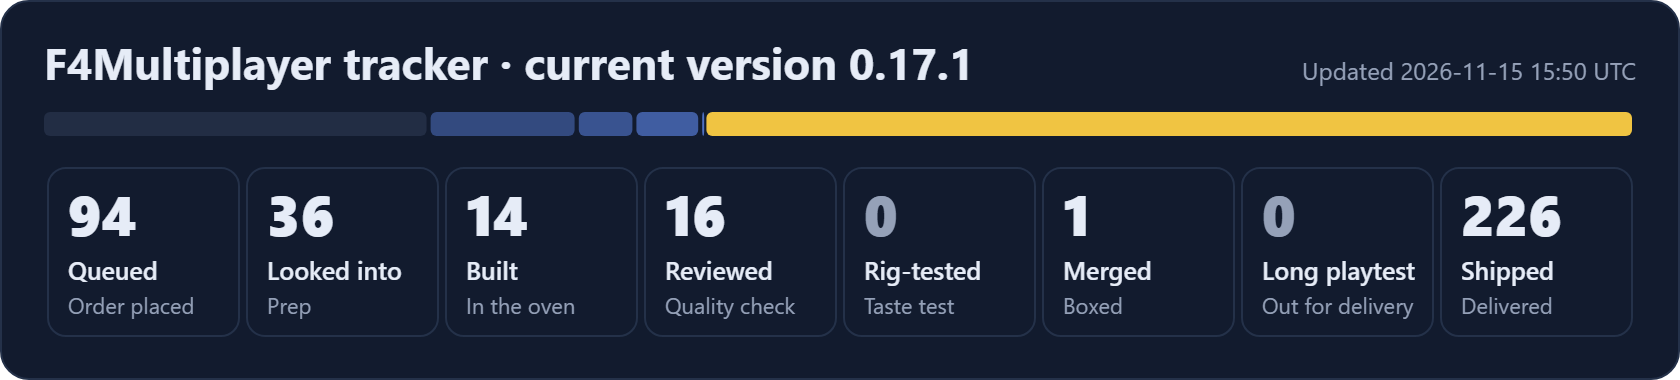 F4Multiplayer tracker · current version 0.17.1
Updated 2026-11-15 15:50 UTC
94
Queued
Order placed
36
Looked into
Prep
14
Built
In the oven
16
Reviewed
Quality check
0
Rig-tested
Taste test
1
Merged
Boxed
0
Long playtest
Out for delivery
226
Shipped
Delivered